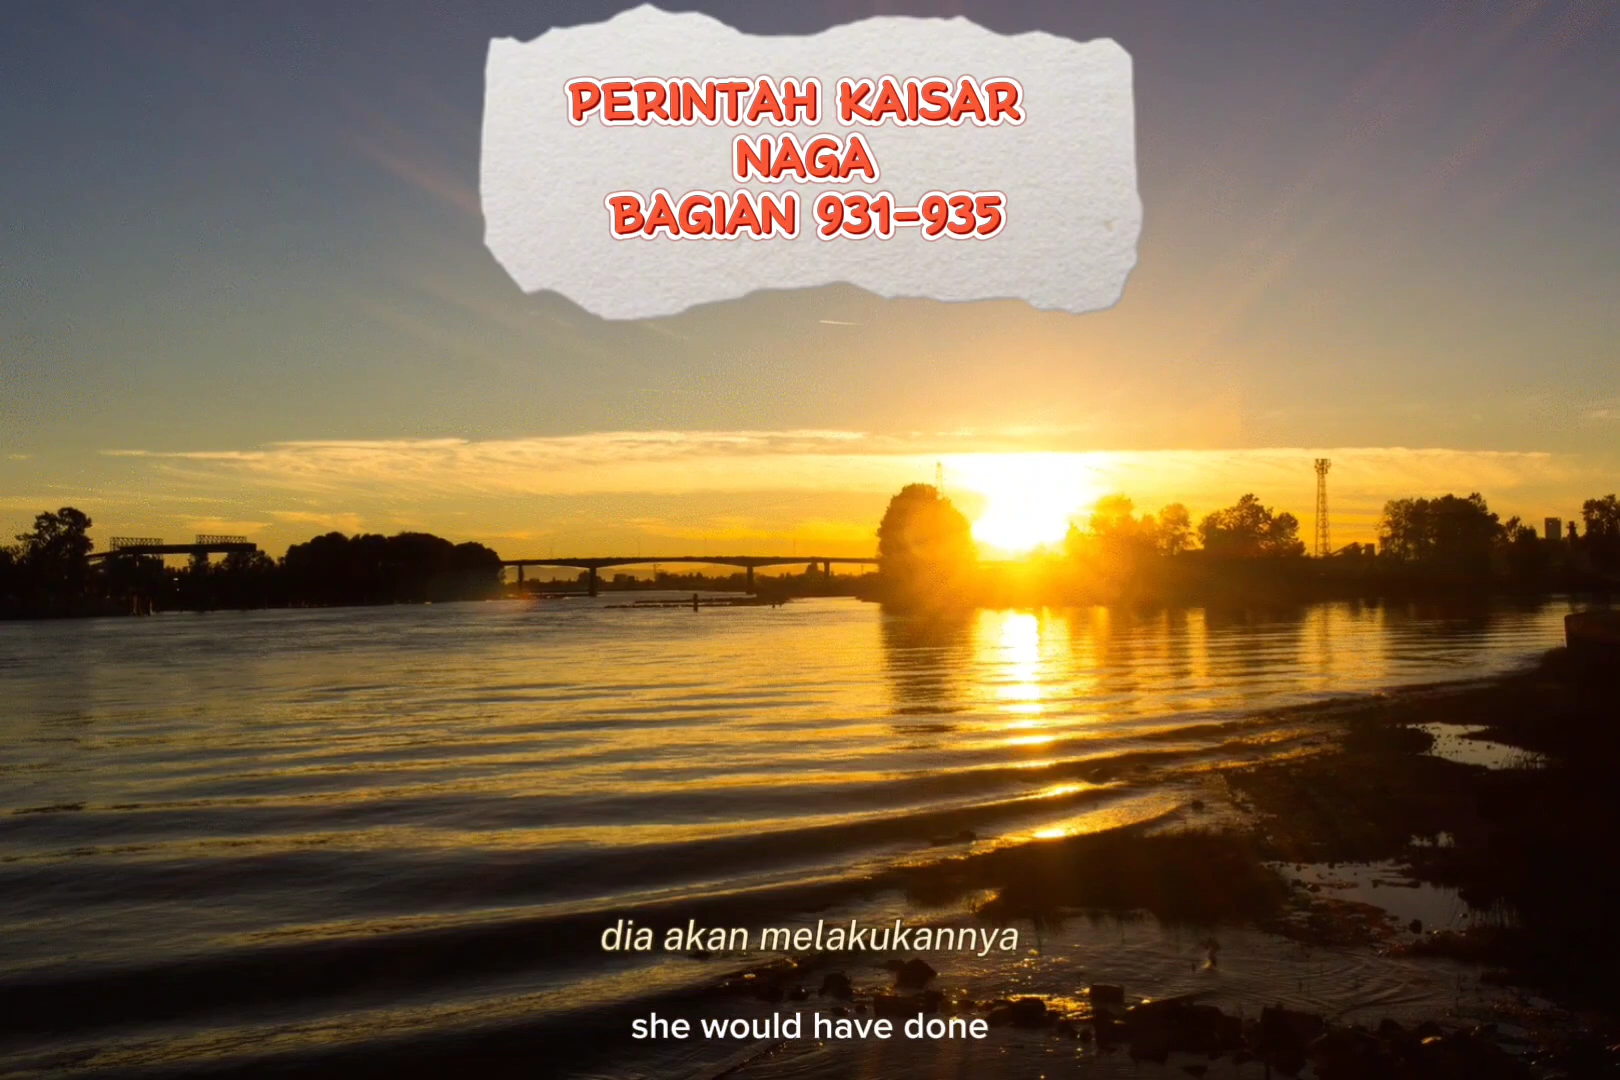 PERINTAH KAISAR
NAGA
BAGIAN 931-935
dia akan melakukannya
she would have done